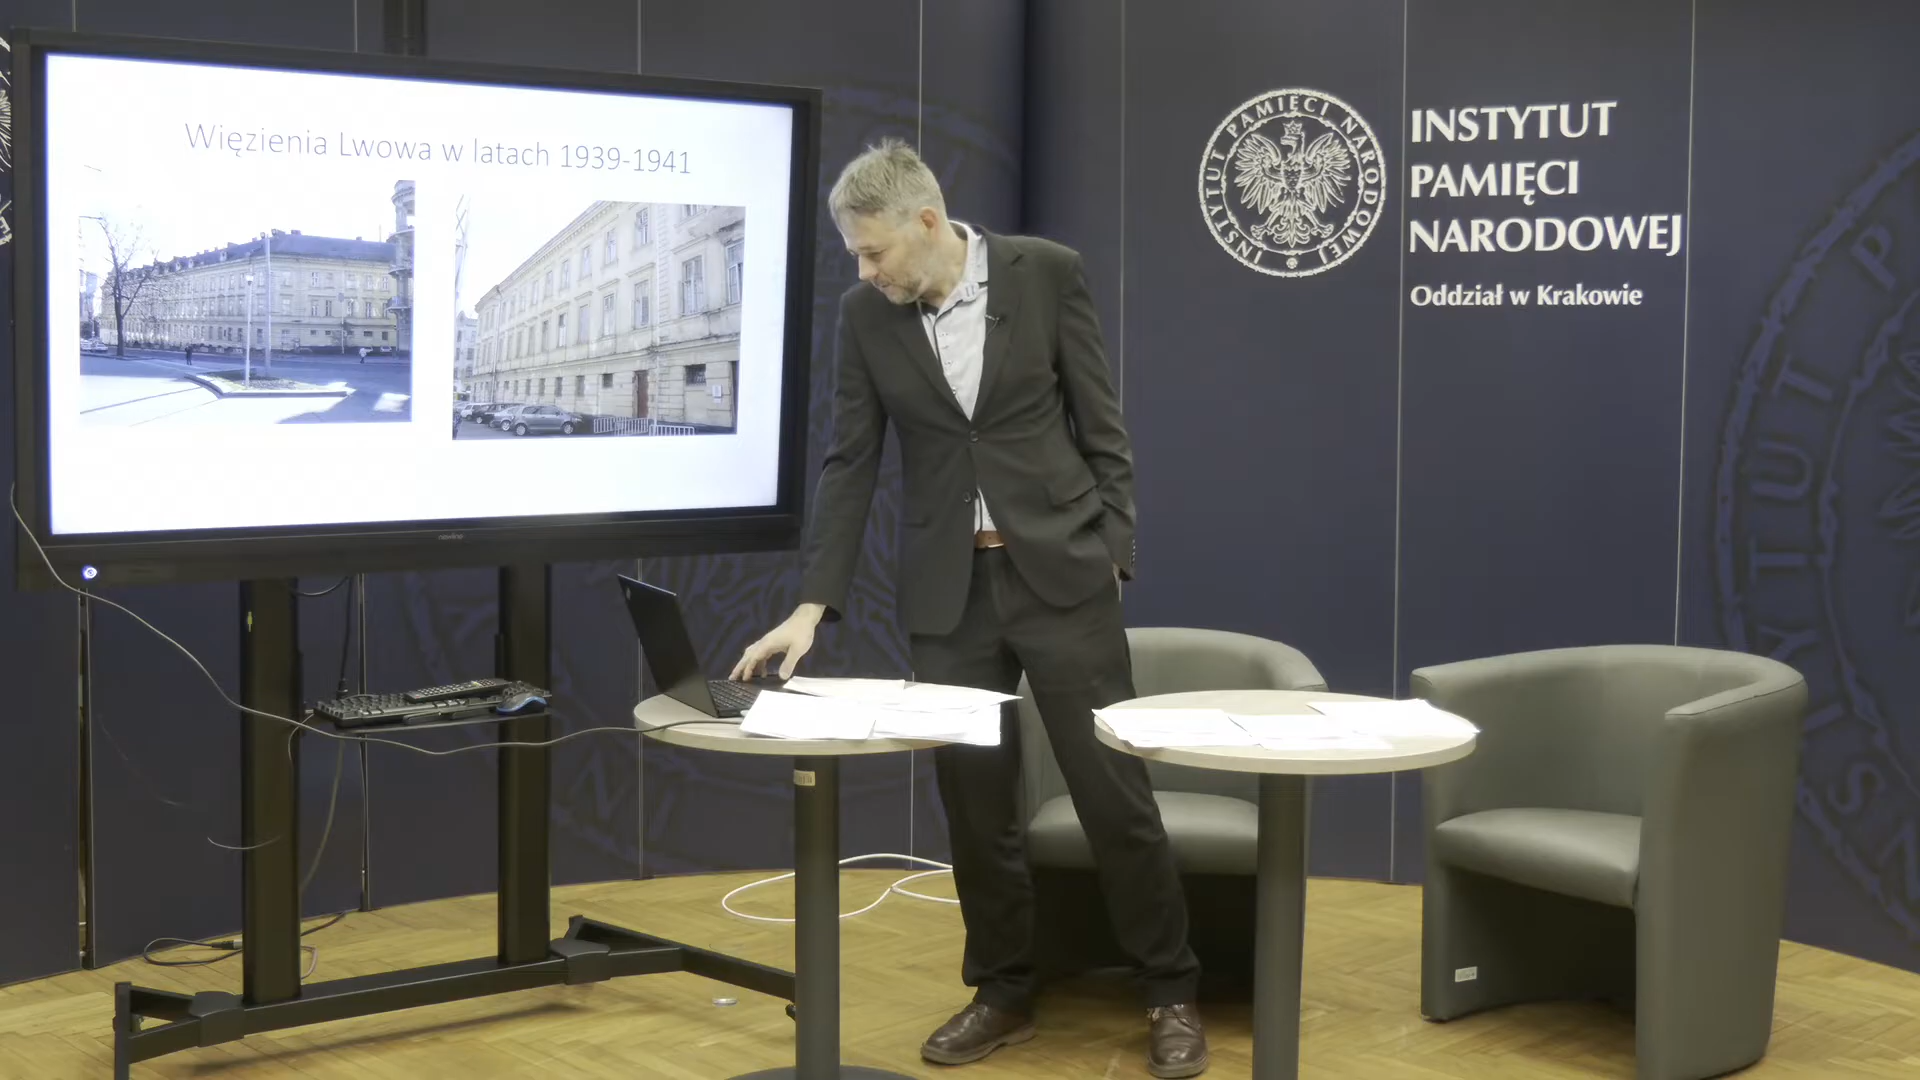 Więzienia Lwowa w latach 1939-1941
INSTYTUT PAMIĘCI NARODOWEJ
INSTYTUT
PAMIĘCI
NARODOWEJ
Oddział w Krakowie